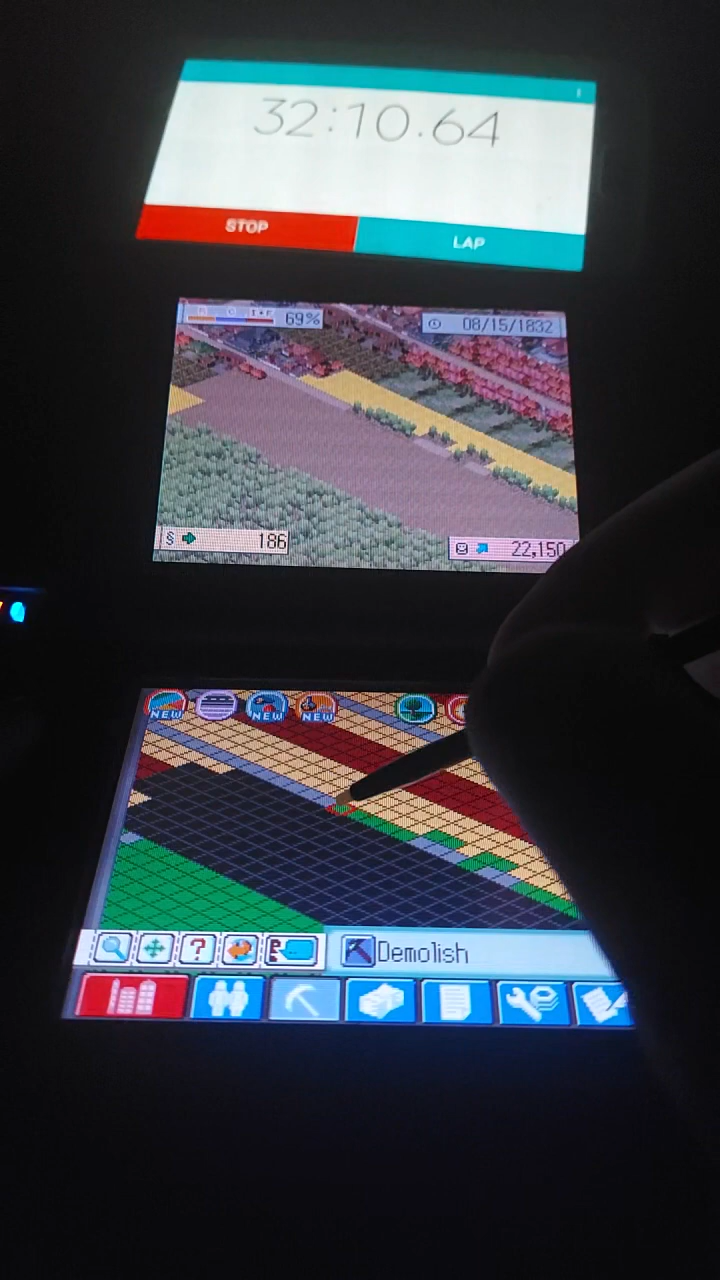 32:10.64
STOP LAP
R C I•F 69% 08/15/1832
§ 186 22,150
NEW NEW NEW
? Demolish